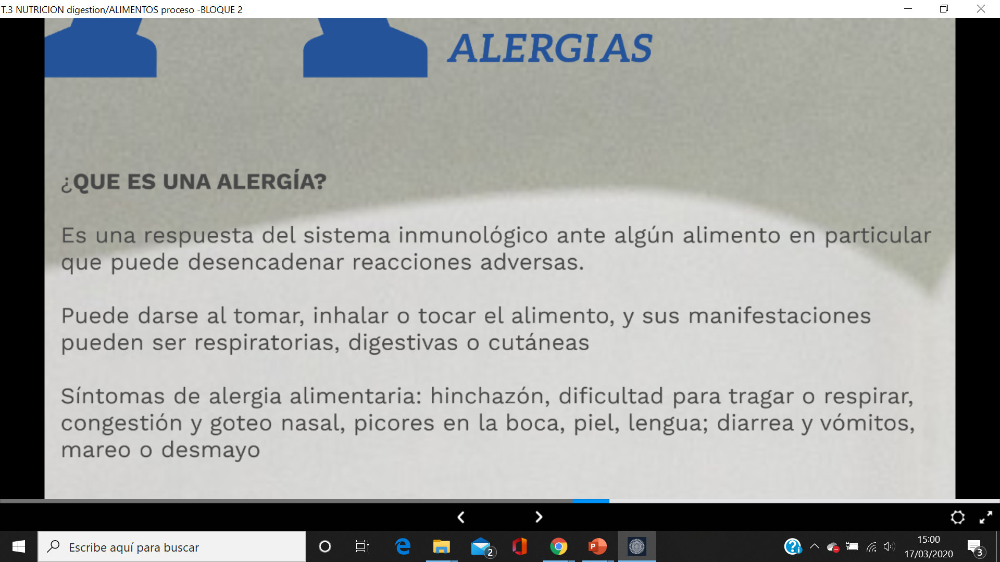 T.3 NUTRICION digestion/ALIMENTOS proceso -BLOQUE 2
ALERGIAS
¿QUE ES UNA ALERGÍA?
Es una respuesta del sistema inmunológico ante algún alimento en particular
que puede desencadenar reacciones adversas.
Puede darse al tomar, inhalar o tocar el alimento, y sus manifestaciones
pueden ser respiratorias, digestivas o cutáneas
Síntomas de alergia alimentaria: hinchazón, dificultad para tragar o respirar,
congestión y goteo nasal, picores en la boca, piel, lengua; diarrea y vómitos,
mareo o desmayo
Escribe aquí para buscar
2
P
15:00
17/03/2020
3